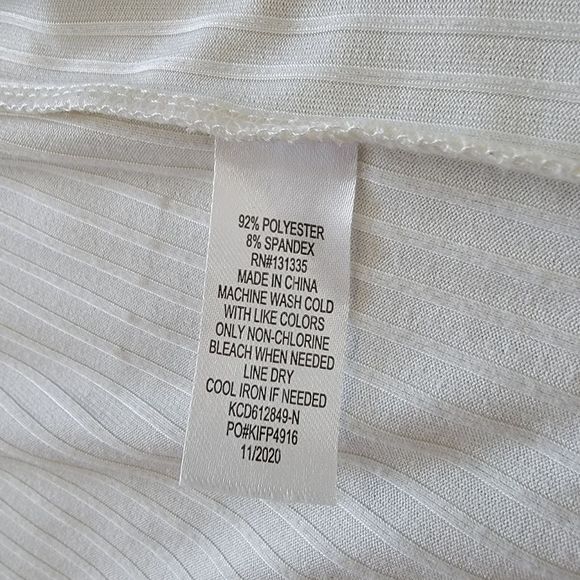 92% POLYESTER
8% SPANDEX
RN#131335
MADE IN CHINA
MACHINE WASH COLD
WITH LIKE COLORS
ONLY NON-CHLORINE
BLEACH WHEN NEEDED
LINE DRY
COOL IRON IF NEEDED
KCD612849-N
PO#KIFP4916
11/2020